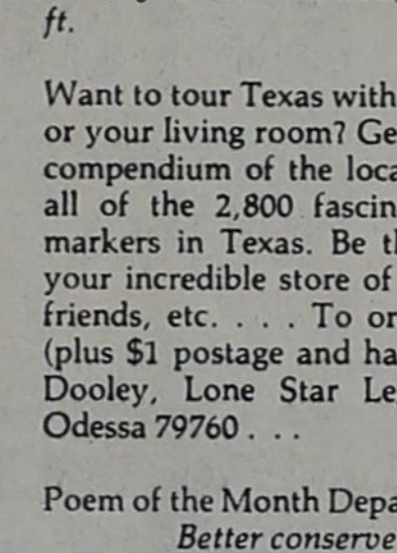 ft.
Want to tour Texas with
or your living room? Ge
compendium of the loca
all of the 2,800 fascin
markers in Texas. Be th
your incredible store of
friends, etc. . . . To or
(plus $1 postage and ha
Dooley, Lone Star Le
Odessa 79760 . . .
Poem of the Month Depa
Better conserve